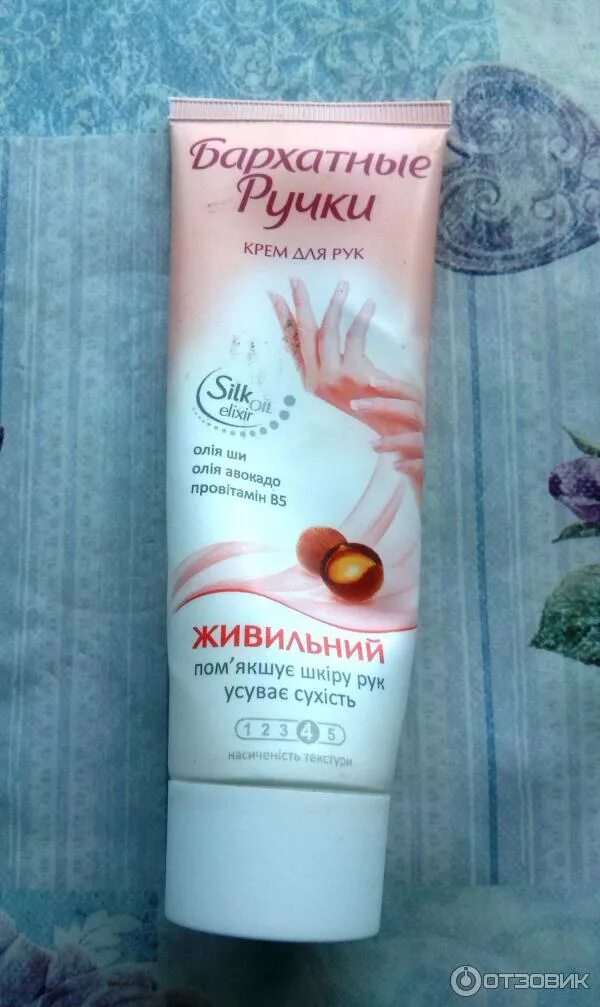 Бархатные
Ручки
КРЕМ ДЛЯ РУК
Silk OIL
elixir
олія ши
олія авокадо
провітамін В5
ЖИВИЛЬНИЙ
пом'якшує шкіру рук
усуває сухість
1 2 3 4 5
насиченість текстури
ОТЗОВИК